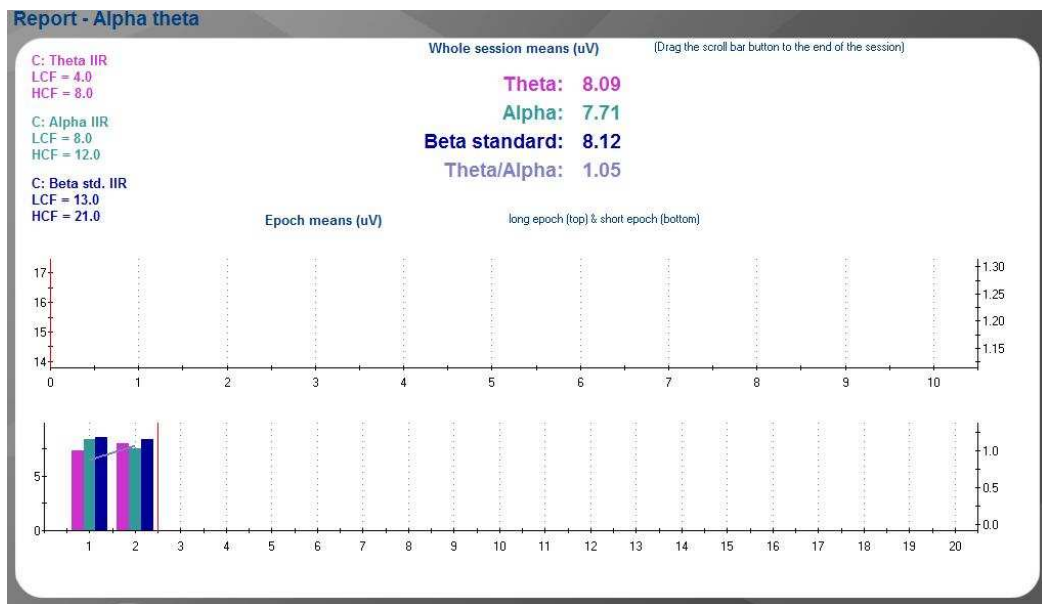 Report - Alpha theta
Whole session means (uV)
(Drag the scroll bar button to the end of the session)
C: Theta IIR
LCF = 4.0
HCF = 8.0
C: Alpha IIR
LCF = 8.0
HCF = 12.0
C: Beta std. IIR
LCF = 13.0
HCF = 21.0
Theta: 8.09
Alpha: 7.71
Beta standard: 8.12
Theta/Alpha: 1.05
Epoch means (uV)
long epoch (top) & short epoch (bottom)
17
16
15
14
1.30
1.25
1.20
1.15
0 1 2 3 4 5 6 7 8 9 10
5
0
1.0
0.5
0.0
1 2 3 4 5 6 7 8 9 10 11 12 13 14 15 16 17 18 19 20